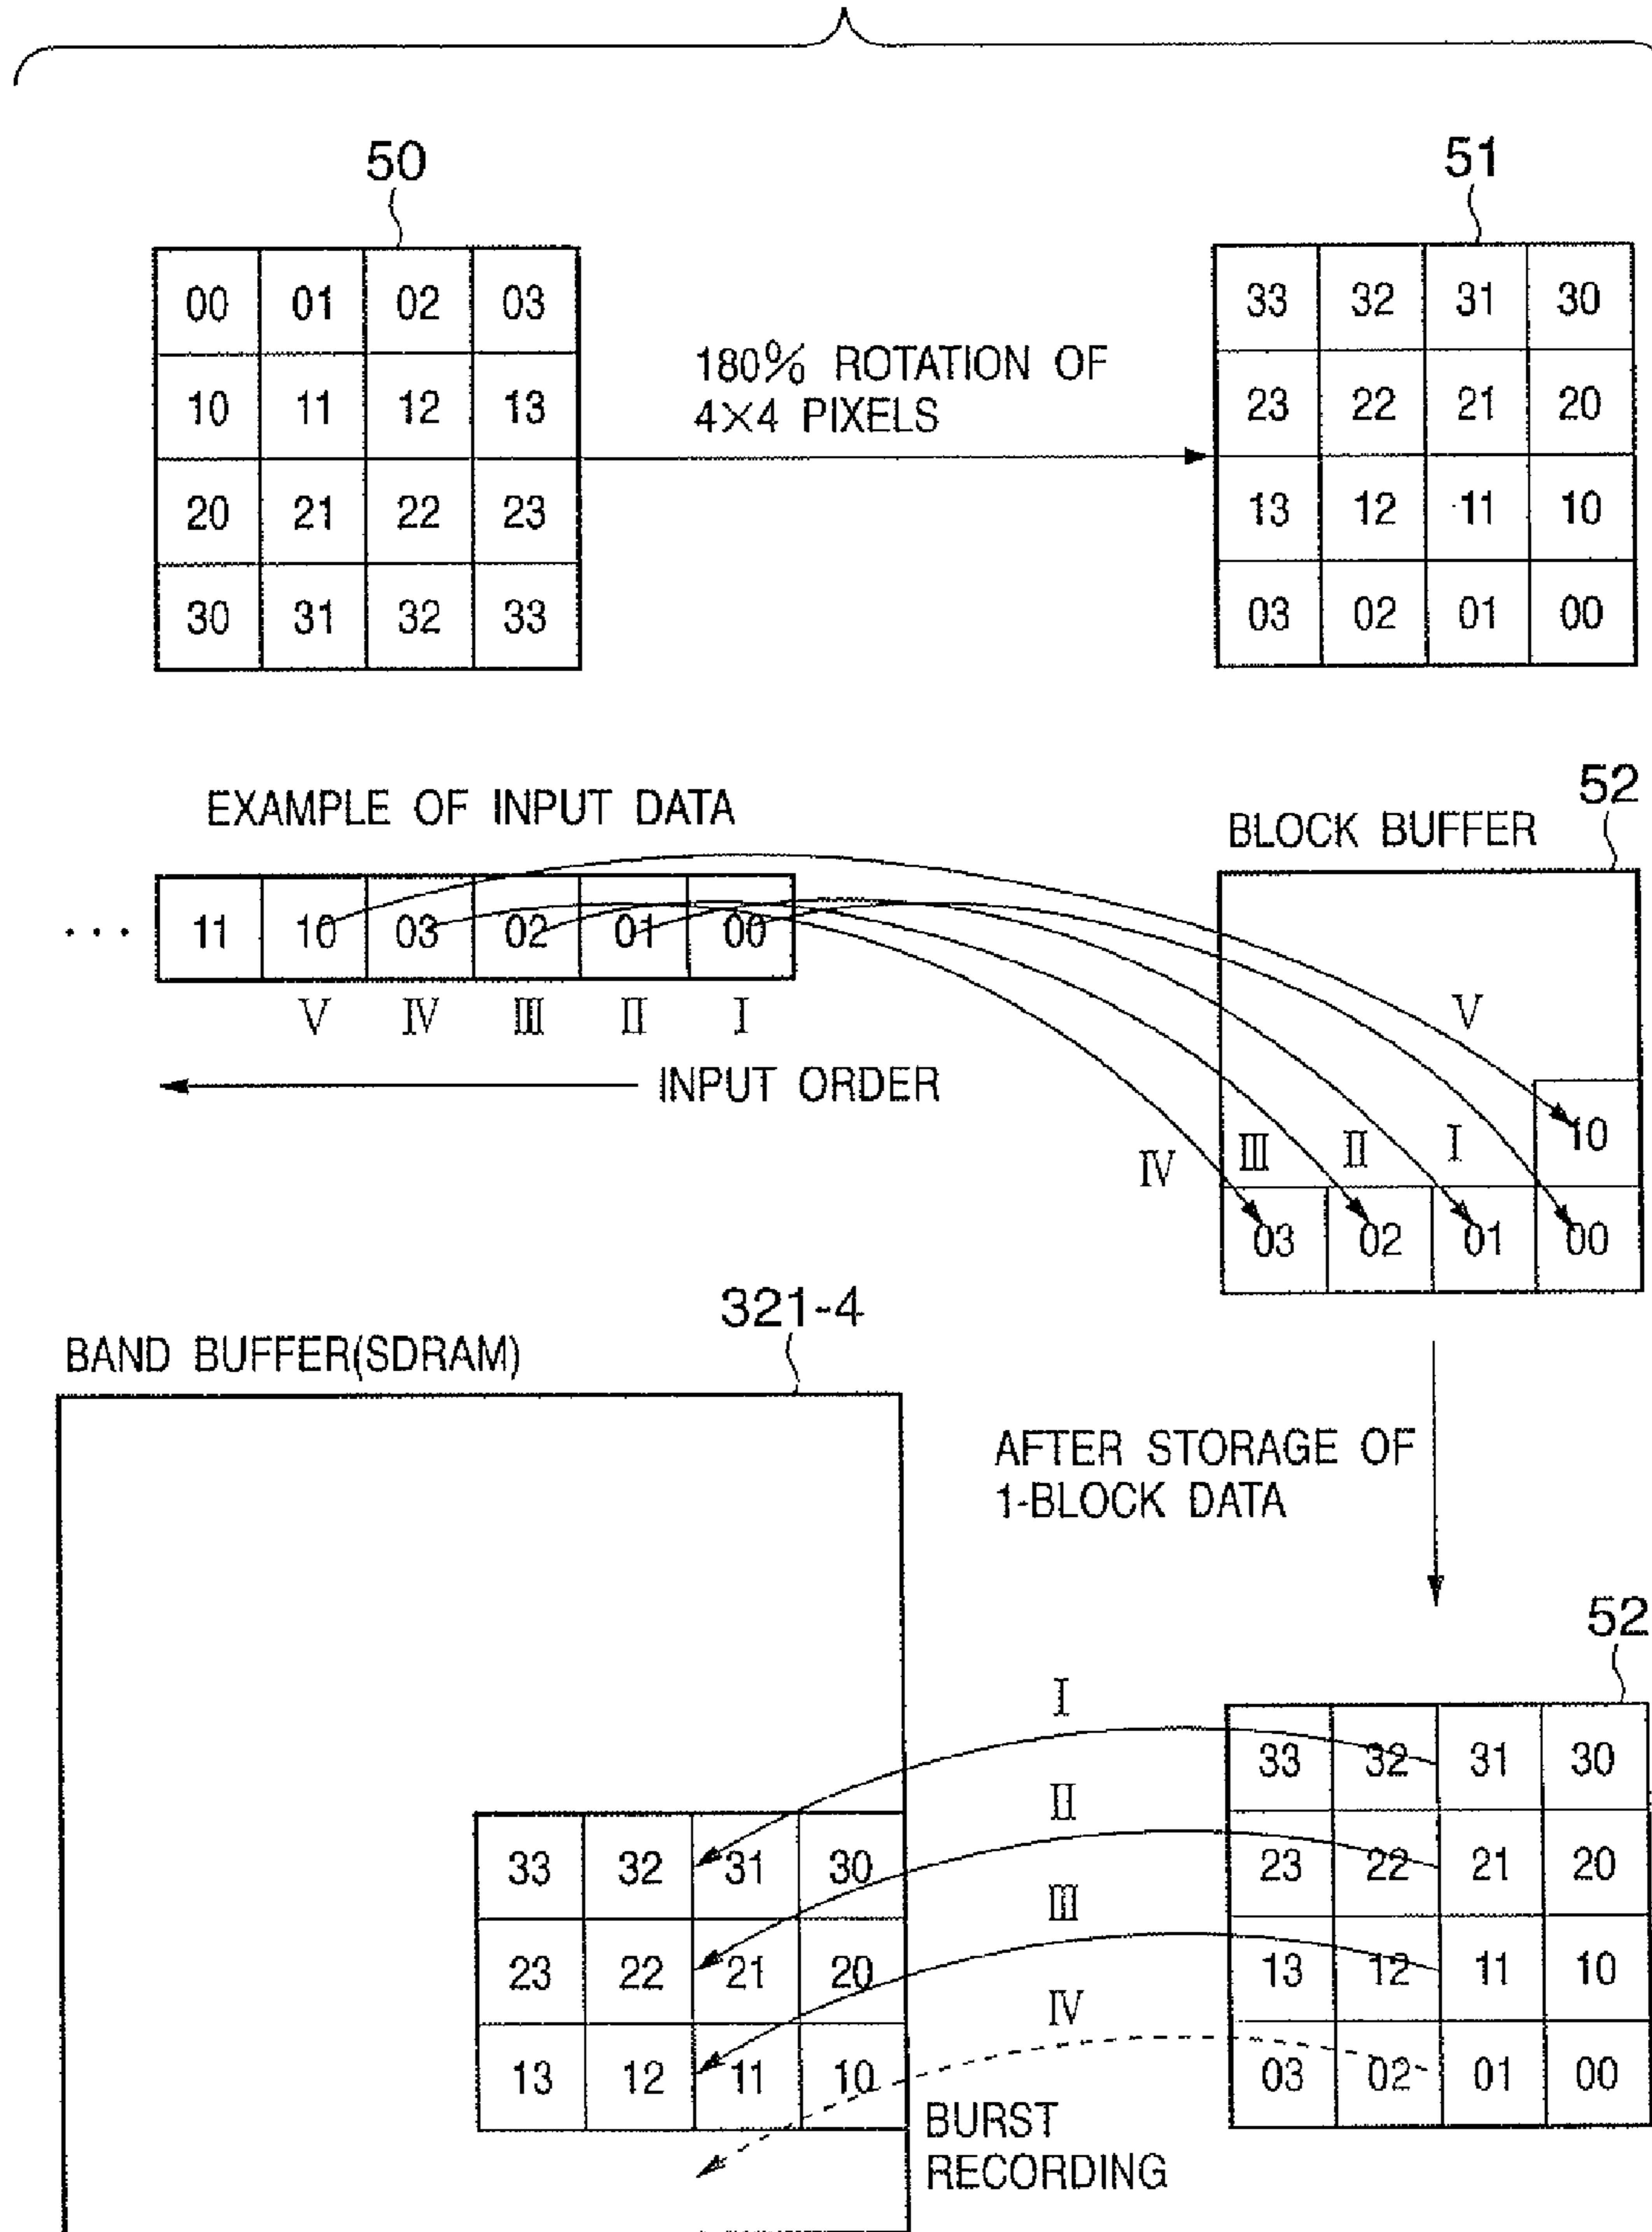 50
51
00 01 02 03
10 11 12 13
20 21 22 23
30 31 32 33
180% ROTATION OF
4×4 PIXELS
33 32 31 30
23 22 21 20
13 12 11 10
03 02 01 00
EXAMPLE OF INPUT DATA
... 11 10 03 02 01 00
V IV III II I
INPUT ORDER
52
BLOCK BUFFER
V
IV III II I
10
03 02 01 00
321-4
BAND BUFFER(SDRAM)
AFTER STORAGE OF
1-BLOCK DATA
52
I
II
III
IV
33 32 31 30
23 22 21 20
13 12 11 10
BURST
RECORDING
33 32 31 30
23 22 21 20
13 12 11 10
03 02 01 00